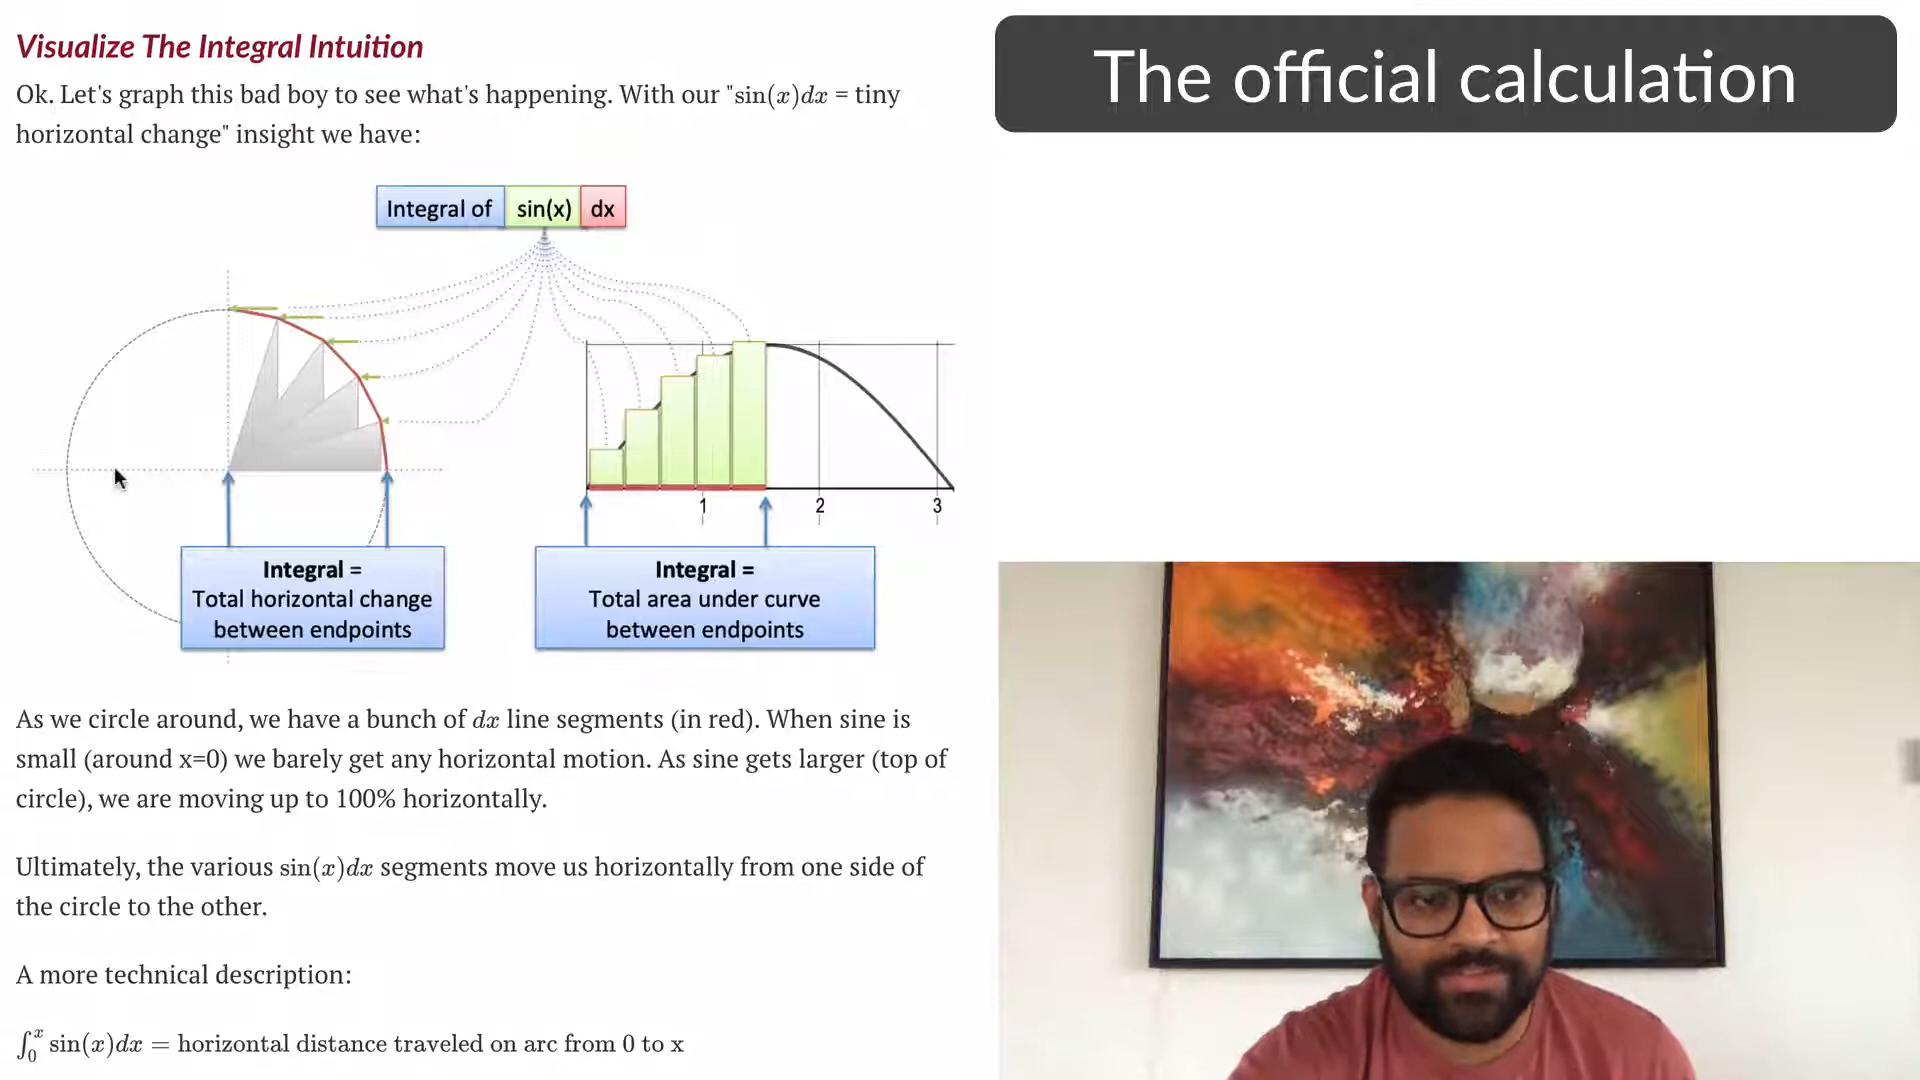 Visualize The Integral Intuition
Ok. Let's graph this bad boy to see what's happening. With our "sin(x)dx = tiny
horizontal change" insight we have:
Integral of sin(x) dx
1 2 3
Integral =
Total horizontal change
between endpoints
Integral =
Total area under curve
between endpoints
As we circle around, we have a bunch of dx line segments (in red). When sine is
small (around x=0) we barely get any horizontal motion. As sine gets larger (top of
circle), we are moving up to 100% horizontally.
Ultimately, the various sin(x)dx segments move us horizontally from one side of
the circle to the other.
A more technical description:
∫₀ˣ sin(x)dx = horizontal distance traveled on arc from 0 to x
The official calculation